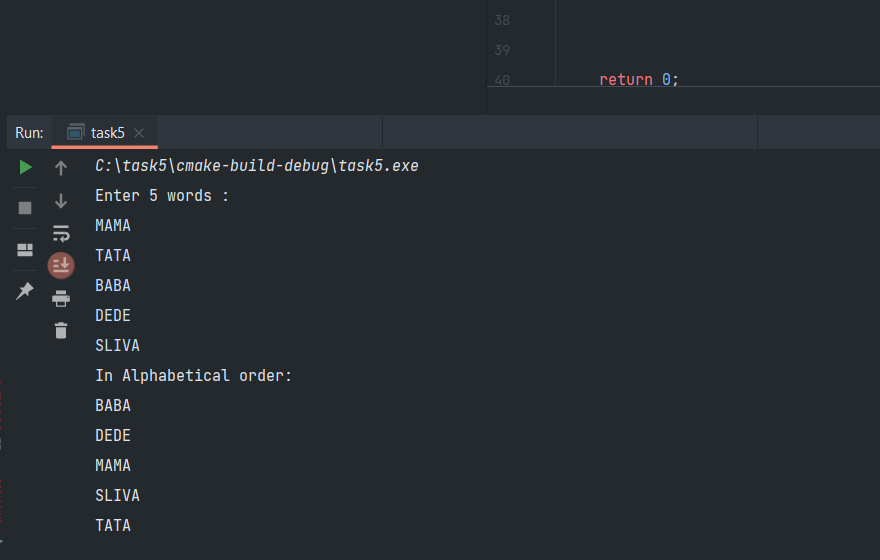 38
39
40 return 0;
Run: task5
C:\task5\cmake-build-debug\task5.exe
Enter 5 words :
MAMA
TATA
BABA
DEDE
SLIVA
In Alphabetical order:
BABA
DEDE
MAMA
SLIVA
TATA